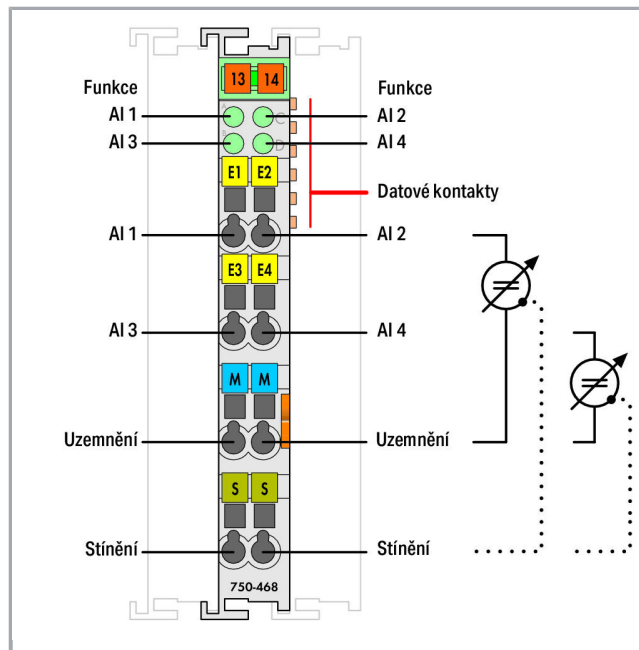 13 14
Funkce Funkce
AI 1 A C AI 2
AI 3 B D AI 4
E1 E2
Datové kontakty
AI 1 AI 2
E3 E4
AI 3 AI 4
M M
Uzemnění Uzemnění
S S
Stínění Stínění
750-468